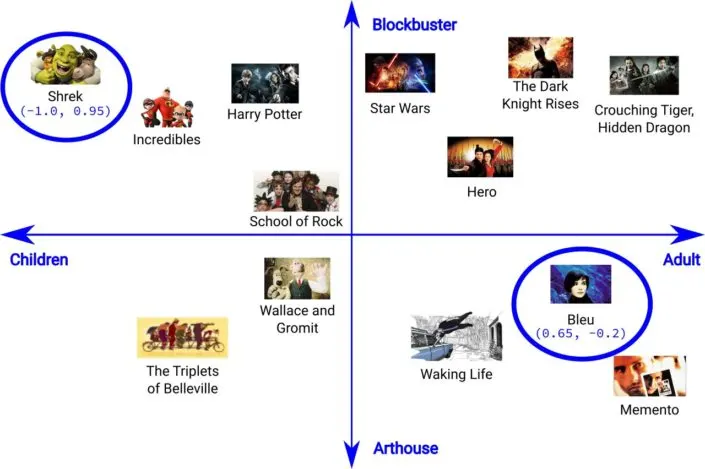 Blockbuster
Shrek
(-1.0, 0.95)
Incredibles
Harry Potter
Star Wars
The Dark
Knight Rises
Crouching Tiger,
Hidden Dragon
Hero
School of Rock
Children
Adult
Wallace and
Gromit
Bleu
(0.65, -0.2)
The Triplets
of Belleville
Waking Life
Memento
Arthouse